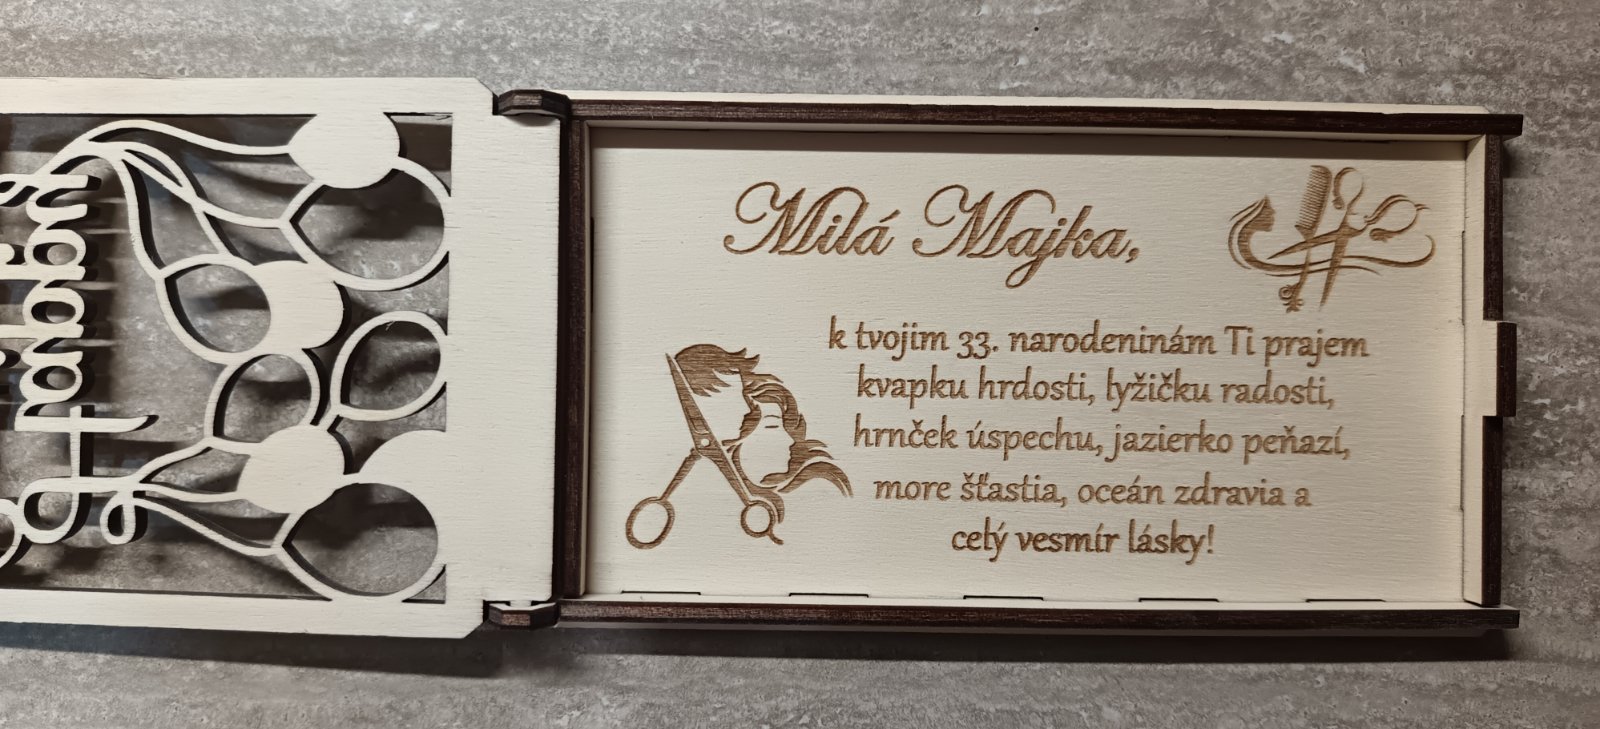 Milá Majka,
k tvojim 33. narodeninám Ti prajem
kvapku hrdosti, lyžičku radosti,
hrnček úspechu, jazierko peňazí,
more šťastia, oceán zdravia a
celý vesmír lásky!